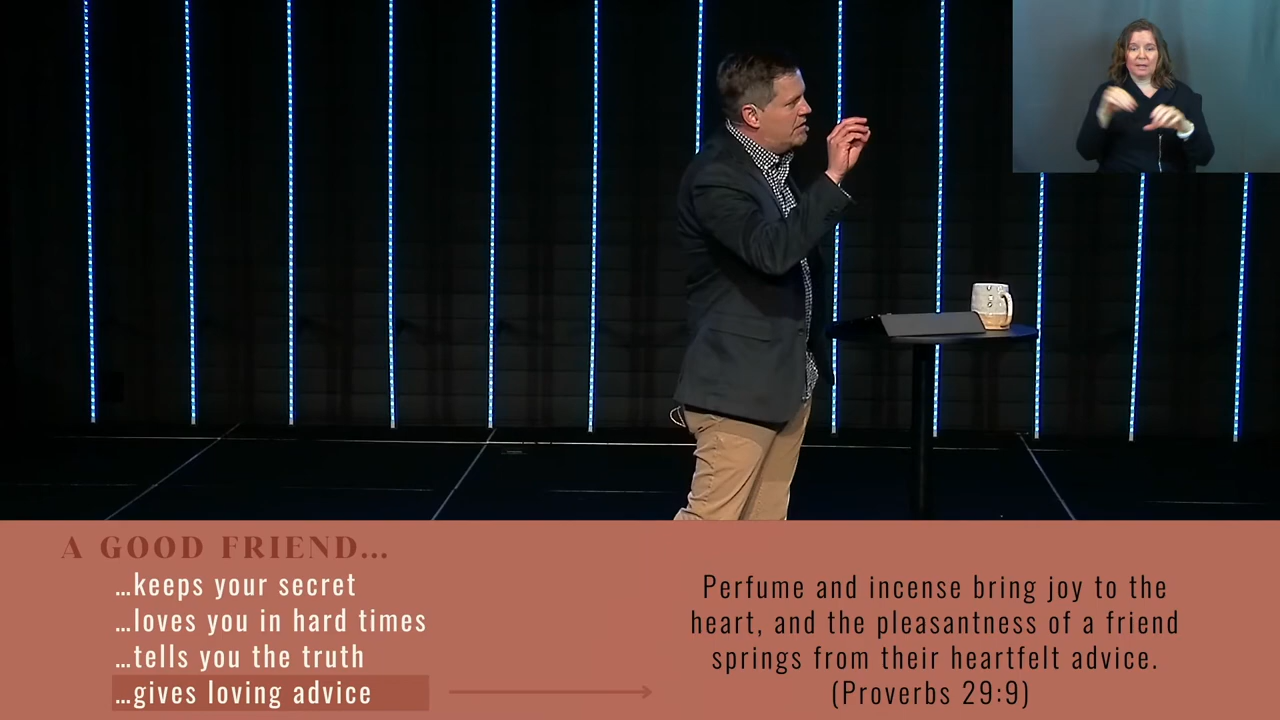 A GOOD FRIEND...
...keeps your secret
...loves you in hard times
...tells you the truth
...gives loving advice
Perfume and incense bring joy to the
heart, and the pleasantness of a friend
springs from their heartfelt advice.
(Proverbs 29:9)